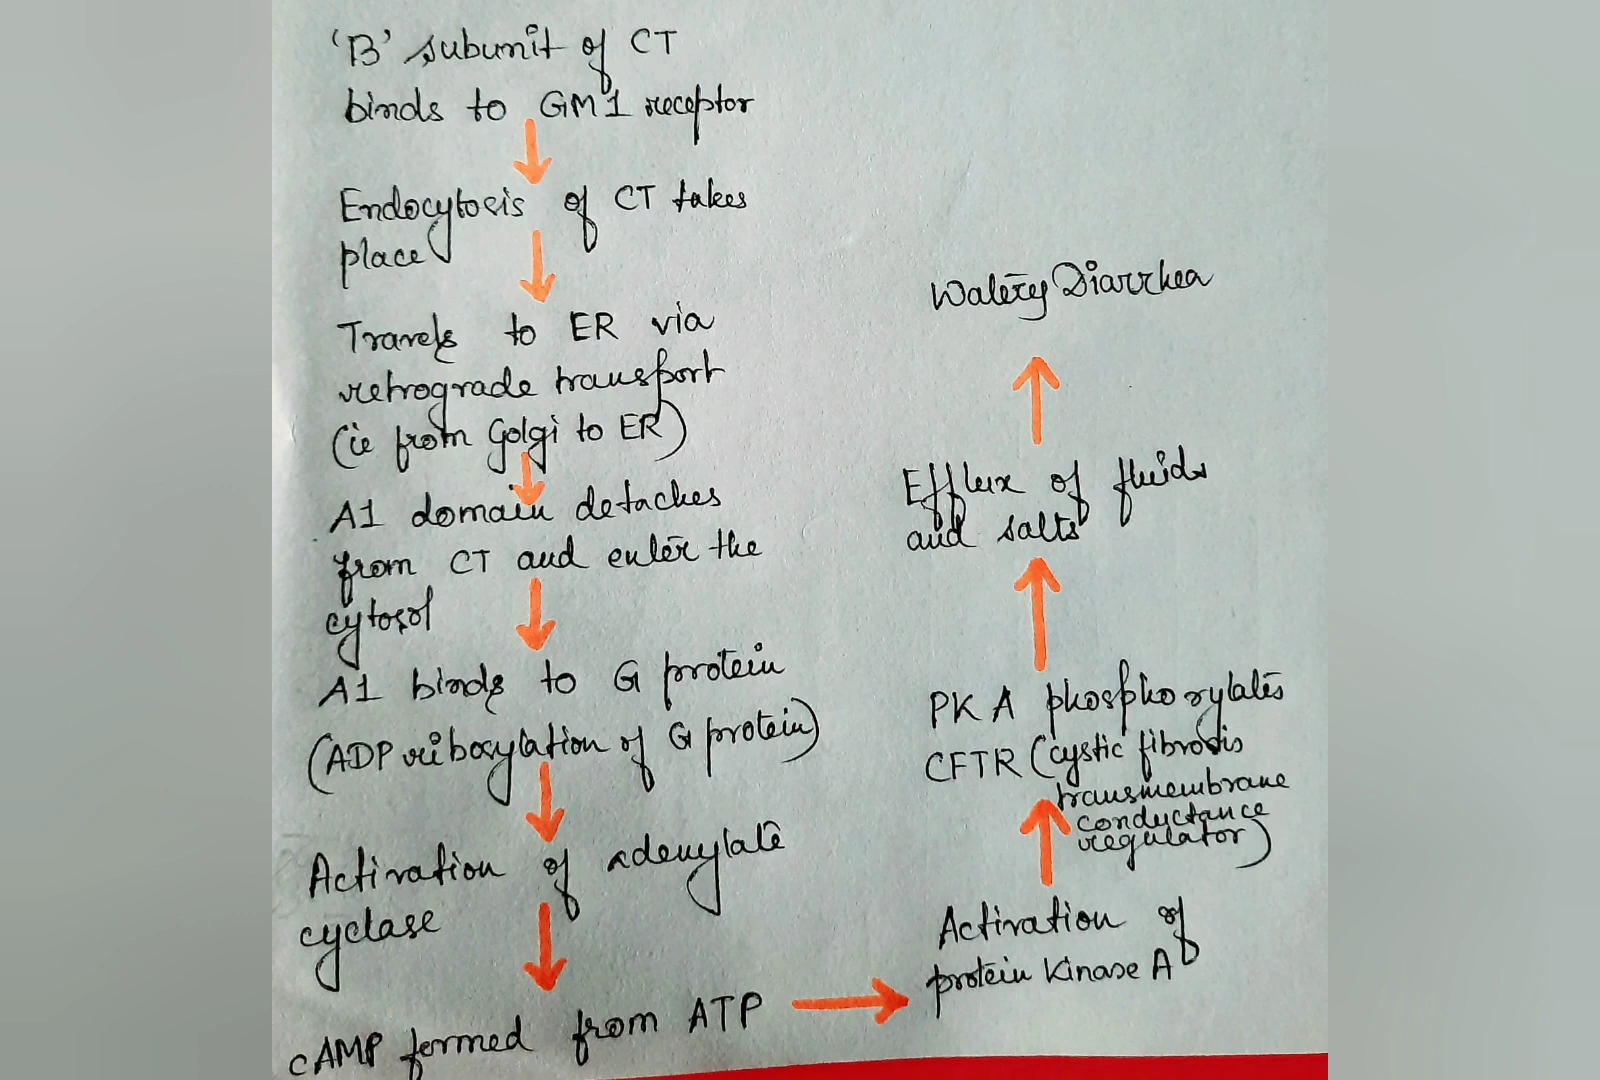 'B' subunit of CT
binds to GM1 receptor
Endocytosis of CT takes
place
Travels to ER via
retrograde transport
(ie from Golgi to ER)
A1 domain detaches
from CT and enter the
cytosol
A1 binds to G protein
(ADP ribosylation of G protein)
Activation of adenylate
cyclase
cAMP formed from ATP
Activation of
protein Kinase A
PKA phosphorylates
CFTR (cystic fibrosis
transmembrane
conductance
regulator)
Efflux of fluids
and salts
Watery Diarrhea